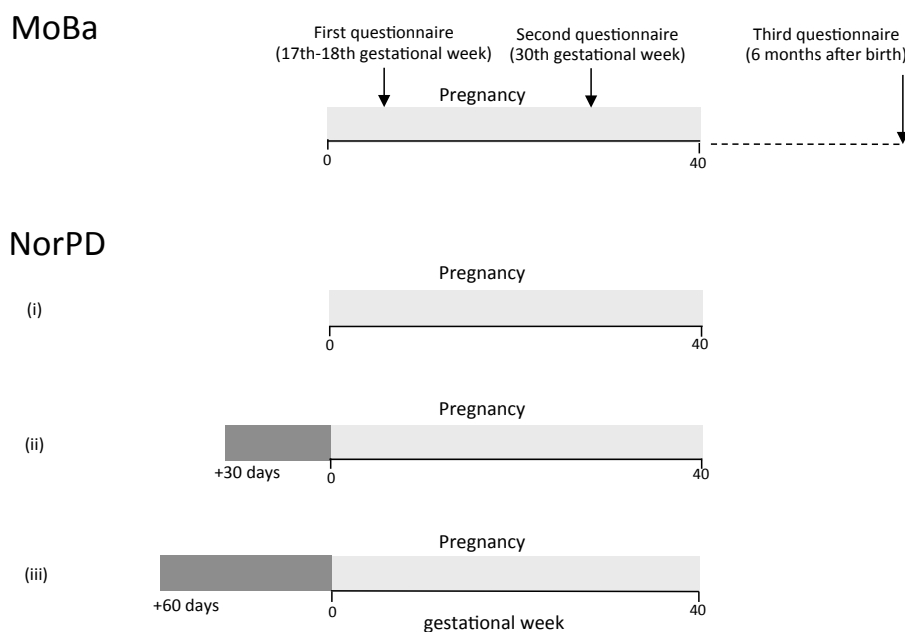 MoBa
First questionnaire
(17th-18th gestational week)
Second questionnaire
(30th gestational week)
Third questionnaire
(6 months after birth)
Pregnancy
0
40
NorPD
Pregnancy
(i)
0
40
Pregnancy
(ii)
+30 days
0
40
Pregnancy
(iii)
+60 days
0
40
gestational week